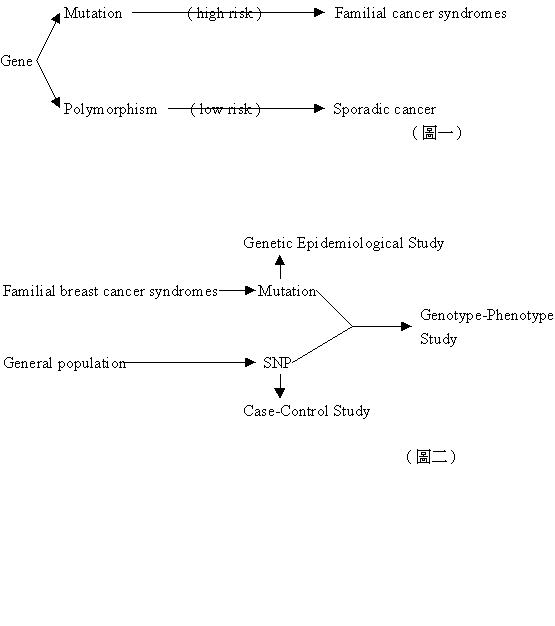 Mutation ( high risk ) Familial cancer syndromes
Gene
Polymorphism ( low risk ) Sporadic cancer
( 圖一 )
Genetic Epidemiological Study
Familial breast cancer syndromes Mutation
Genotype-Phenotype
Study
General population SNP
Case-Control Study
( 圖二 )